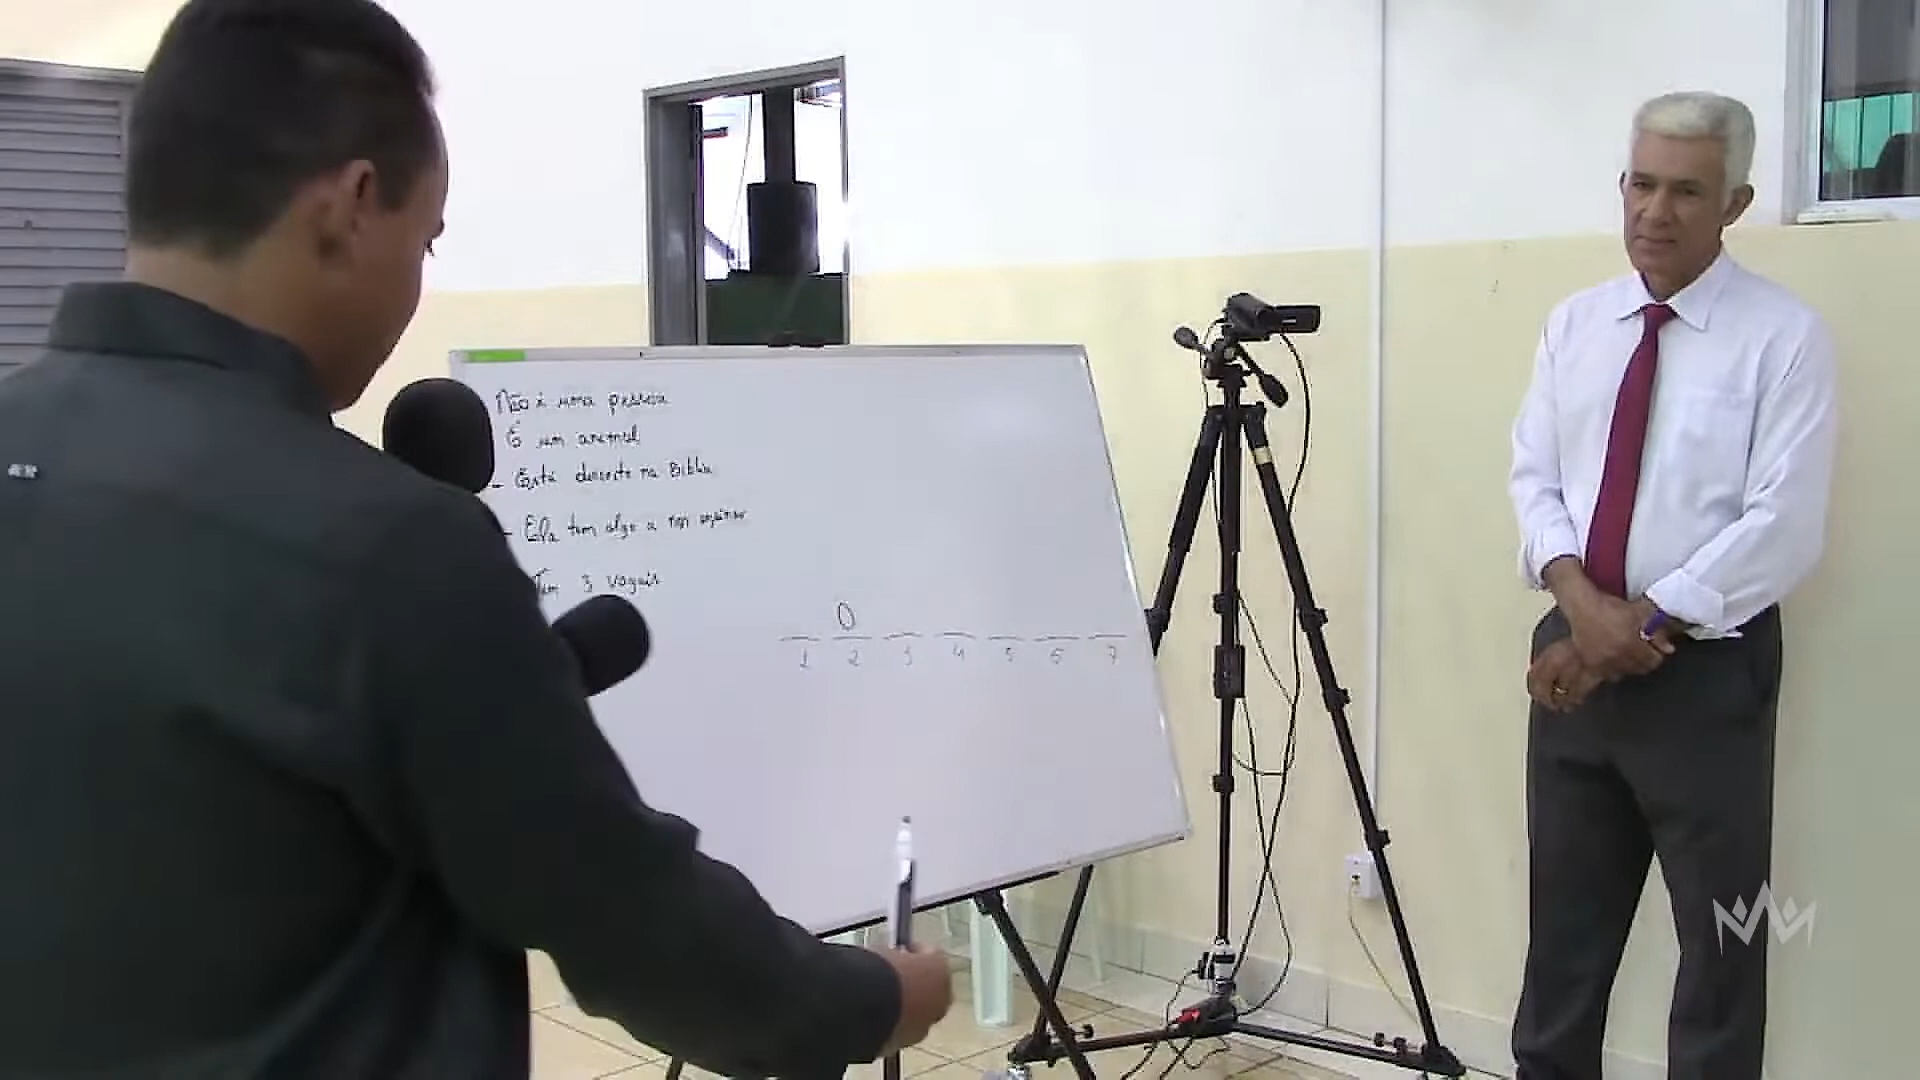 Não é uma pessoa
É um animal
- Está descrito na Bíblia
- Ela tem algo a nos ensinar
Tem 3 vogais
O
1 2 3 4 5 6 7